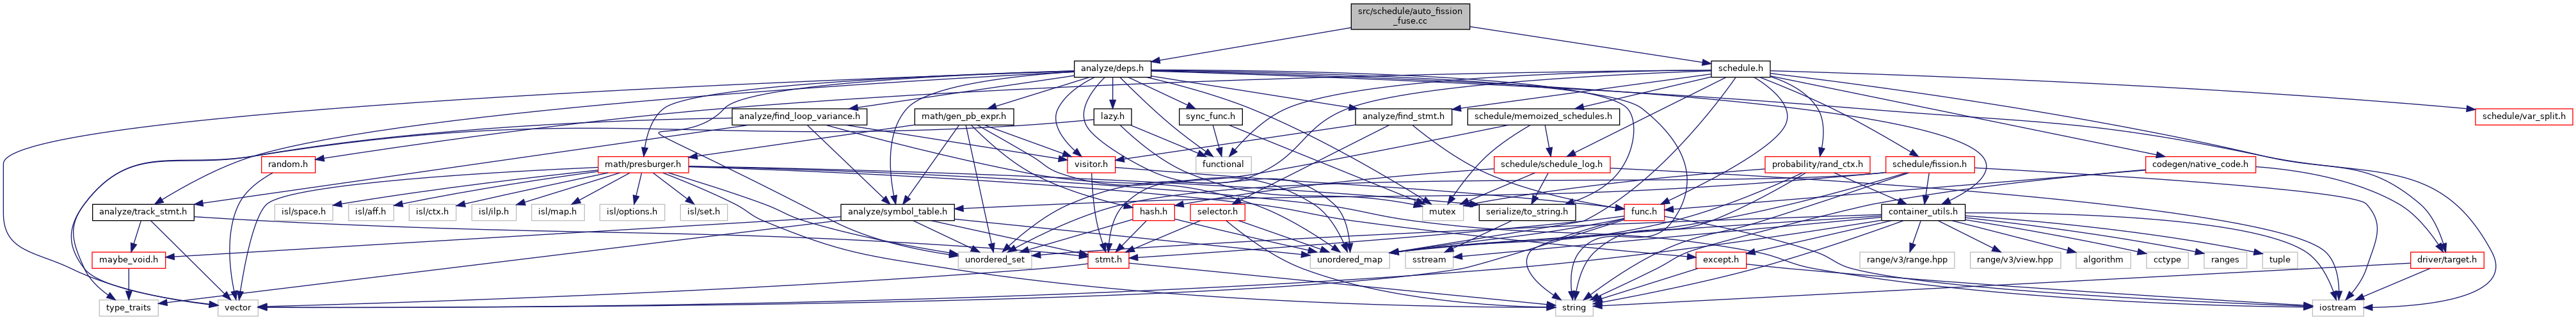 src/schedule/auto_fission
_fuse.cc
analyze/deps.h
schedule.h
analyze/find_loop_variance.h
math/gen_pb_expr.h
lazy.h
sync_func.h
analyze/find_stmt.h
schedule/memoized_schedules.h
schedule/var_split.h
random.h
math/presburger.h
visitor.h
functional
schedule/schedule_log.h
probability/rand_ctx.h
schedule/fission.h
codegen/native_code.h
analyze/track_stmt.h
isl/space.h
isl/aff.h
isl/ctx.h
isl/ilp.h
isl/map.h
isl/options.h
isl/set.h
analyze/symbol_table.h
hash.h
selector.h
mutex
serialize/to_string.h
func.h
container_utils.h
maybe_void.h
unordered_set
stmt.h
unordered_map
sstream
except.h
range/v3/range.hpp
range/v3/view.hpp
algorithm
cctype
ranges
tuple
driver/target.h
type_traits
vector
string
iostream